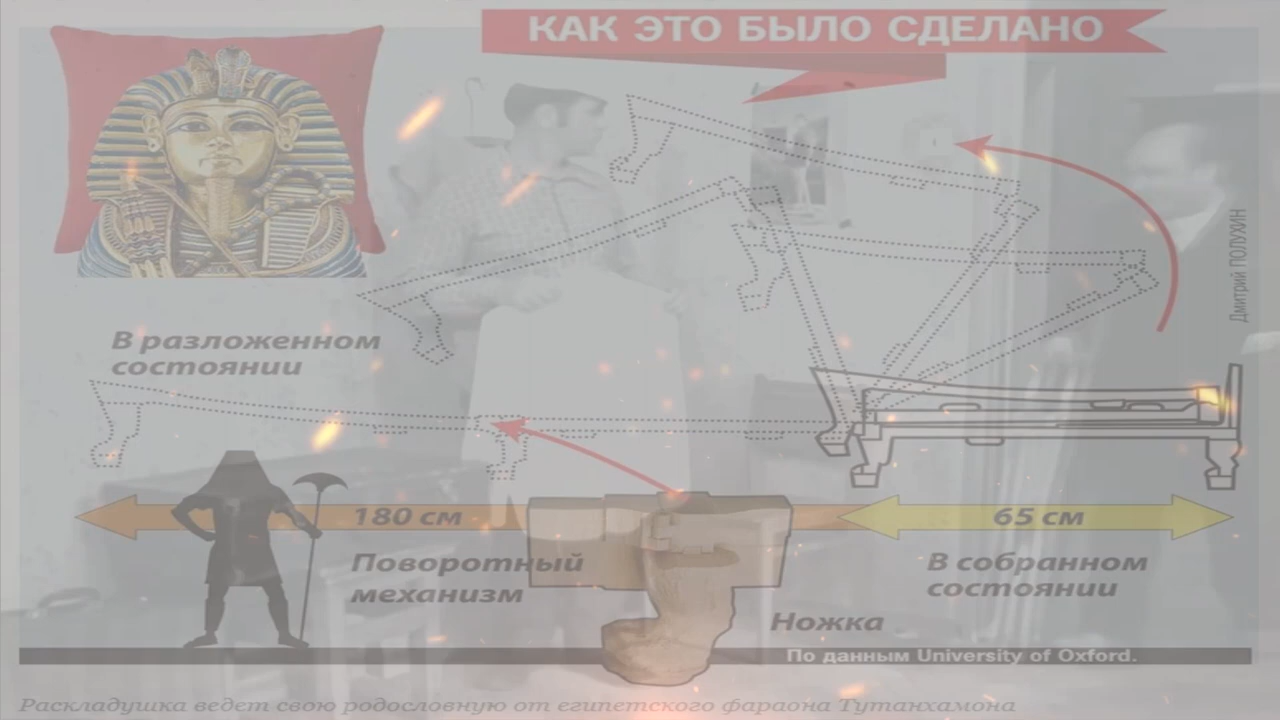 КАК ЭТО БЫЛО СДЕЛАНО
Дмитрий ПОЛУХИН
В разложенном
состоянии
180 см
65 см
Поворотный
механизм
В собранном
состоянии
Ножка
По данным University of Oxford.
Раскладушка ведет свою родословную от египетского фараона Тутанхамона